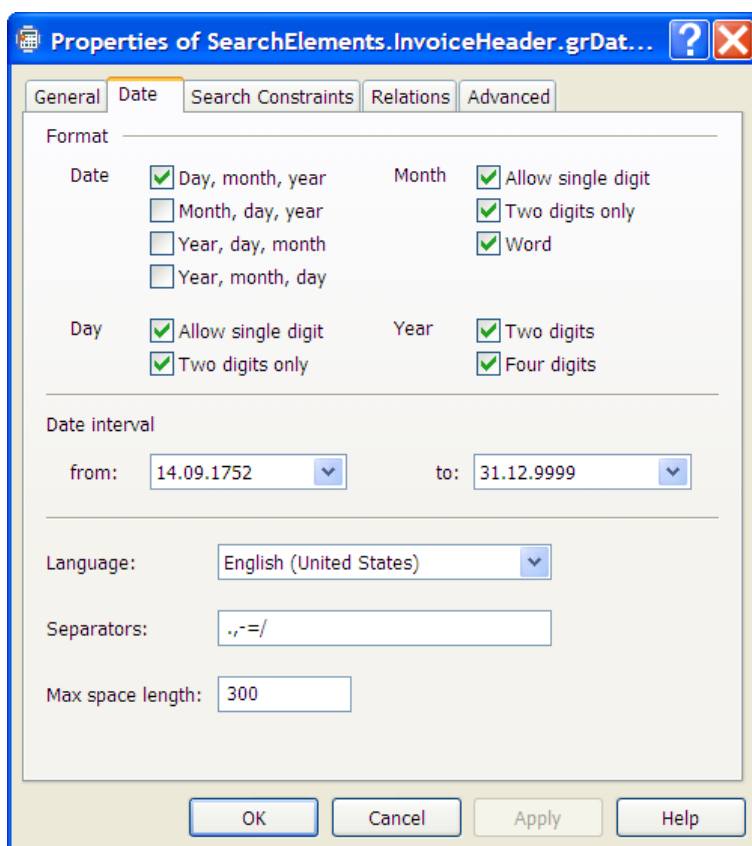 Properties of SearchElements.InvoiceHeader.grDat...
General Date Search Constraints Relations Advanced
Format
Date Day, month, year Month Allow single digit
Month, day, year Two digits only
Year, day, month Word
Year, month, day
Day Allow single digit Year Two digits
Two digits only Four digits
Date interval
from: 14.09.1752 to: 31.12.9999
Language: English (United States)
Separators: .,-=/
Max space length: 300
OK Cancel Apply Help